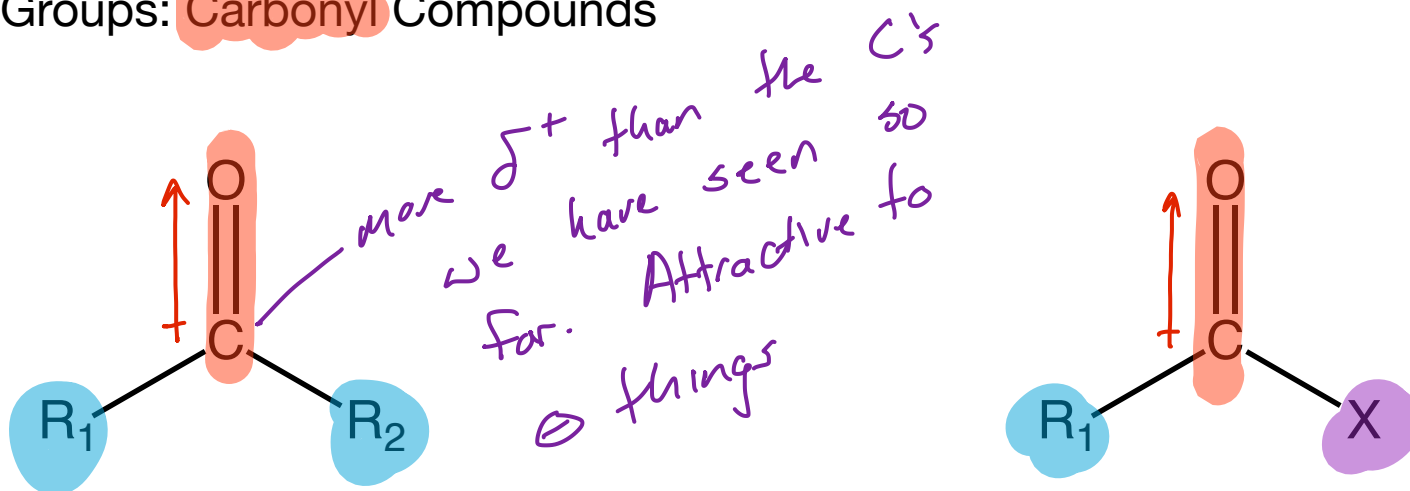 Groups: Carbonyl Compounds
more δ+ than the C's
we have seen so
far. Attractive to
⊖ things
O
C
R1
R2
O
C
R1
X